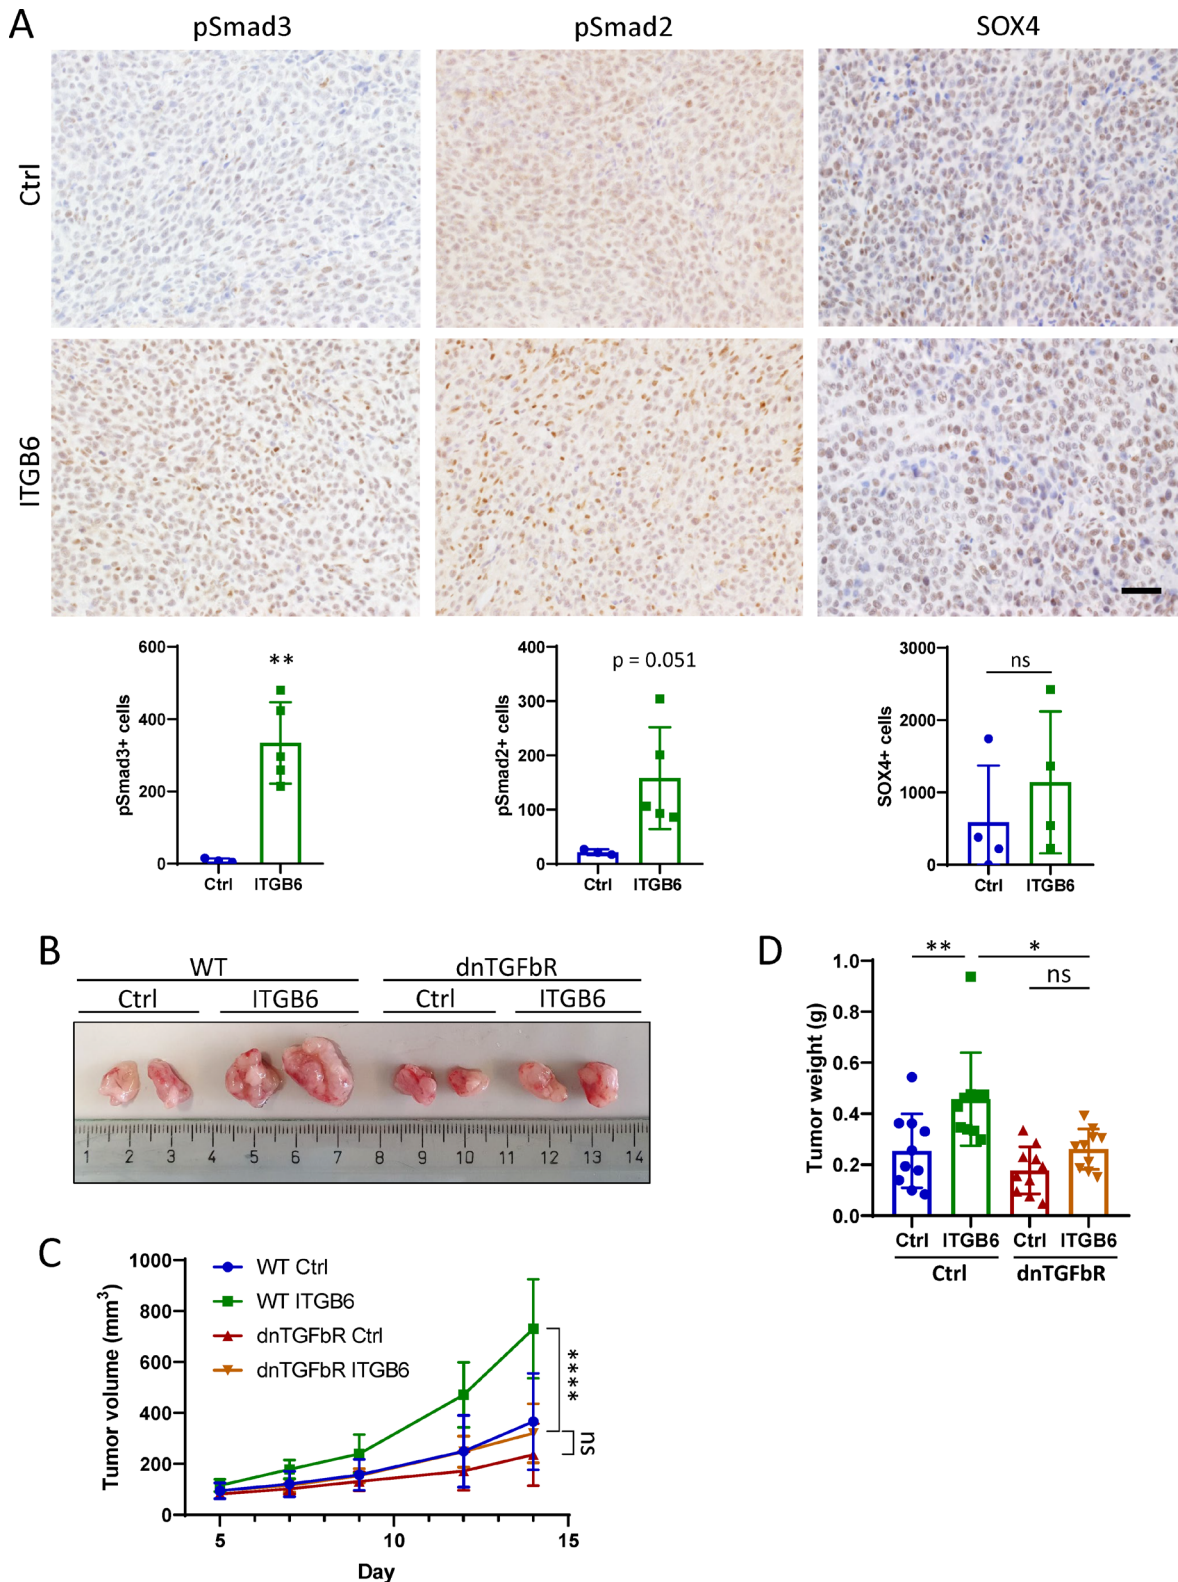 A
pSmad3 pSmad2 SOX4
Ctrl
ITGB6
600 400 200 0
pSmad3+ cells
**
Ctrl ITGB6
400 300 200 100 0
pSmad2+ cells
p = 0.051
Ctrl ITGB6
3000 2000 1000 0
SOX4+ cells
ns
Ctrl ITGB6
B
WT dnTGFbR
Ctrl ITGB6 Ctrl ITGB6
1 2 3 4 5 6 7 8 9 10 11 12 13 14
C
1000 800 600 400 200 0
Tumor volume (mm³)
WT Ctrl
WT ITGB6
dnTGFbR Ctrl
dnTGFbR ITGB6
****
ns
5 10 15
Day
D
1.0 0.8 0.6 0.4 0.2 0.0
Tumor weight (g)
** *
ns
Ctrl ITGB6 Ctrl ITGB6
Ctrl dnTGFbR